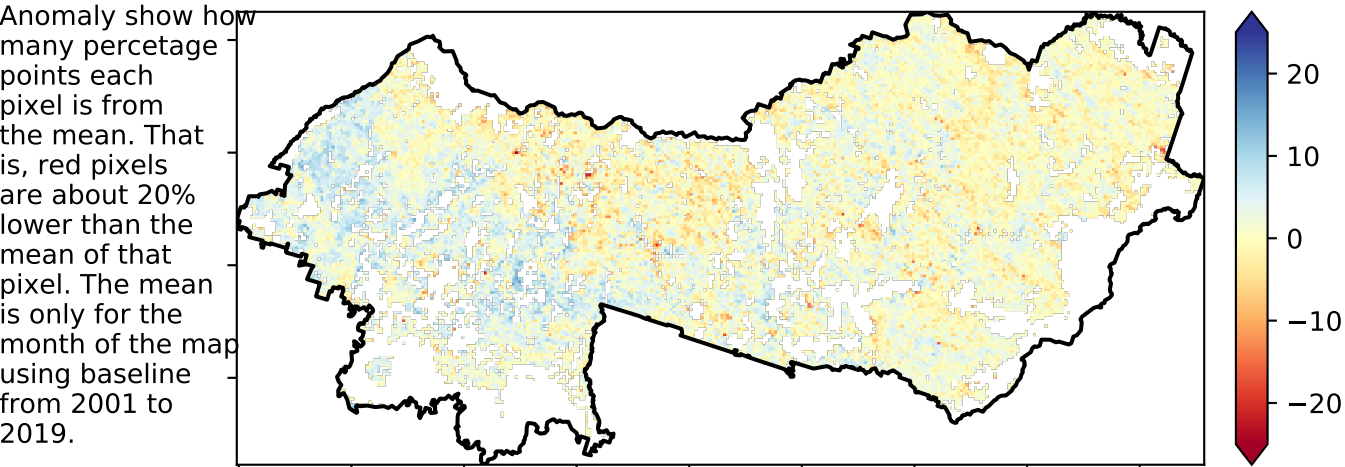 Anomaly show how
many percetage
points each
pixel is from
the mean. That
is, red pixels
are about 20%
lower than the
mean of that
pixel. The mean
is only for the
month of the map
using baseline
from 2001 to
2019.
20
10
0
−10
−20